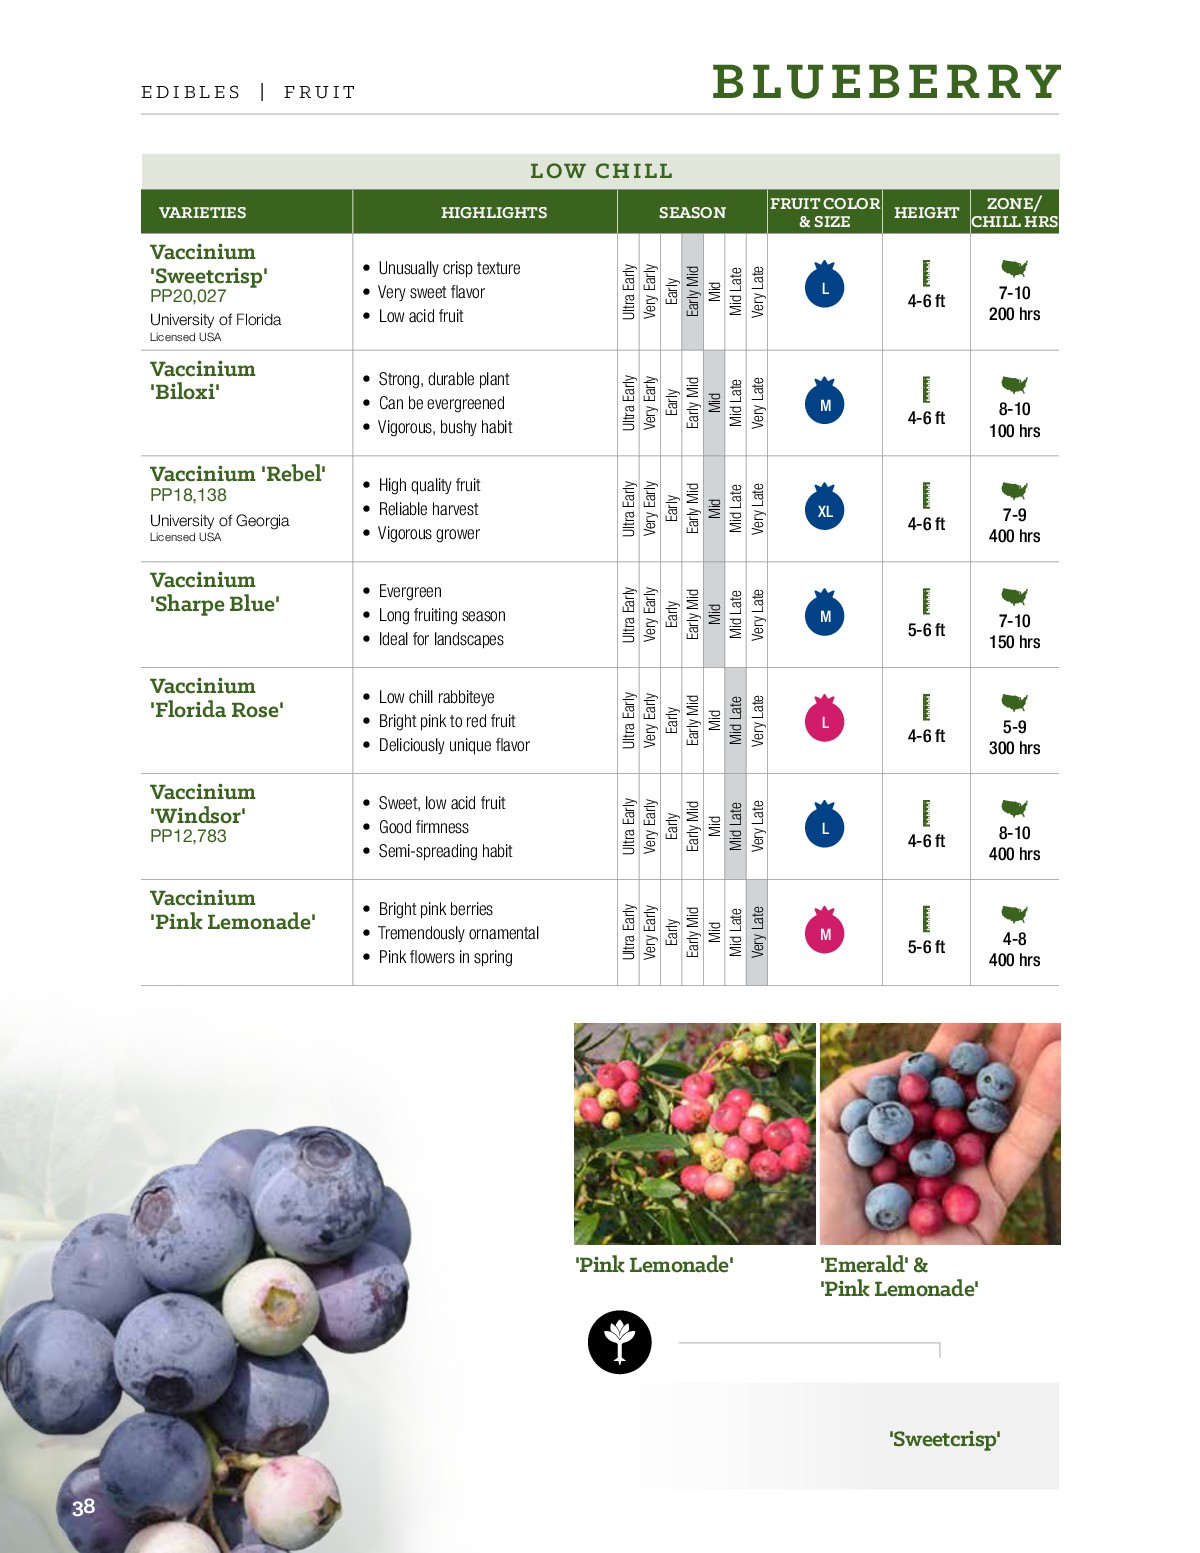 EDIBLES | FRUIT
BLUEBERRY
LOW CHILL
VARIETIES
HIGHLIGHTS
SEASON
FRUIT COLOR
& SIZE
HEIGHT
ZONE/
CHILL HRS
Vaccinium
'Sweetcrisp'
PP20,027
University of Florida
Licensed USA
• Unusually crisp texture
• Very sweet flavor
• Low acid fruit
Ultra Early
Very Early
Early
Early Mid
Mid
Mid Late
Very Late
L
4-6 ft
7-10
200 hrs
Vaccinium
'Biloxi'
• Strong, durable plant
• Can be evergreened
• Vigorous, bushy habit
Ultra Early
Very Early
Early
Early Mid
Mid
Mid Late
Very Late
M
4-6 ft
8-10
100 hrs
Vaccinium 'Rebel'
PP18,138
University of Georgia
Licensed USA
• High quality fruit
• Reliable harvest
• Vigorous grower
Ultra Early
Very Early
Early
Early Mid
Mid
Mid Late
Very Late
XL
4-6 ft
7-9
400 hrs
Vaccinium
'Sharpe Blue'
• Evergreen
• Long fruiting season
• Ideal for landscapes
Ultra Early
Very Early
Early
Early Mid
Mid
Mid Late
Very Late
M
5-6 ft
7-10
150 hrs
Vaccinium
'Florida Rose'
• Low chill rabbiteye
• Bright pink to red fruit
• Deliciously unique flavor
Ultra Early
Very Early
Early
Early Mid
Mid
Mid Late
Very Late
L
4-6 ft
5-9
300 hrs
Vaccinium
'Windsor'
PP12,783
• Sweet, low acid fruit
• Good firmness
• Semi-spreading habit
Ultra Early
Very Early
Early
Early Mid
Mid
Mid Late
Very Late
L
4-6 ft
8-10
400 hrs
Vaccinium
'Pink Lemonade'
• Bright pink berries
• Tremendously ornamental
• Pink flowers in spring
Ultra Early
Very Early
Early
Early Mid
Mid
Mid Late
Very Late
M
5-6 ft
4-8
400 hrs
'Pink Lemonade'
'Emerald' &
'Pink Lemonade'
'Sweetcrisp'
38